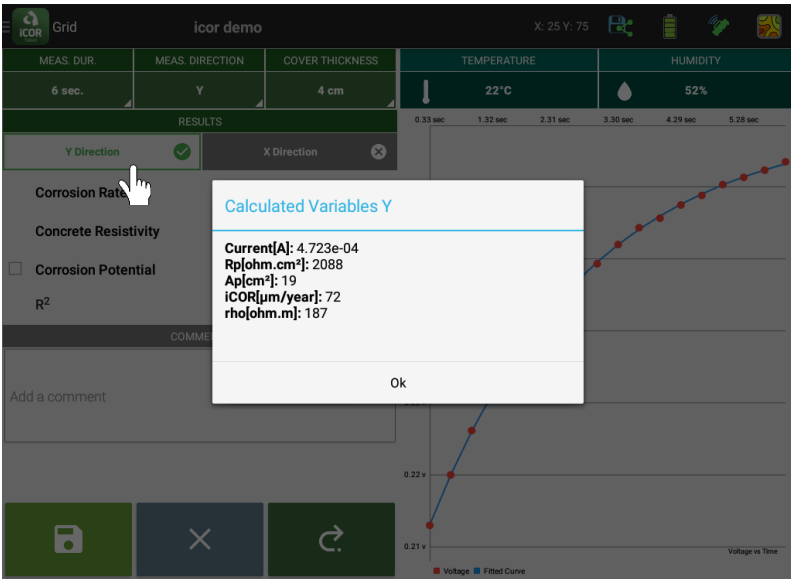 ICOR
Grid
icor demo
X: 25 Y: 75
MEAS. DUR.
MEAS. DIRECTION
COVER THICKNESS
TEMPERATURE
HUMIDITY
6 sec.
Y
4 cm
22°C
52%
RESULTS
0.33 sec
1.32 sec
2.31 sec
3.30 sec
4.29 sec
5.28 sec
Y Direction
X Direction
Corrosion Rate
Concrete Resistivity
Corrosion Potential
R²
COMME
Add a comment
Calculated Variables Y
Current[A]: 4.723e-04
Rp[ohm.cm²]: 2088
Ap[cm²]: 19
iCOR[µm/year]: 72
rho[ohm.m]: 187
Ok
0.22 v
0.21 v
Voltage vs Time
Voltage
Fitted Curve